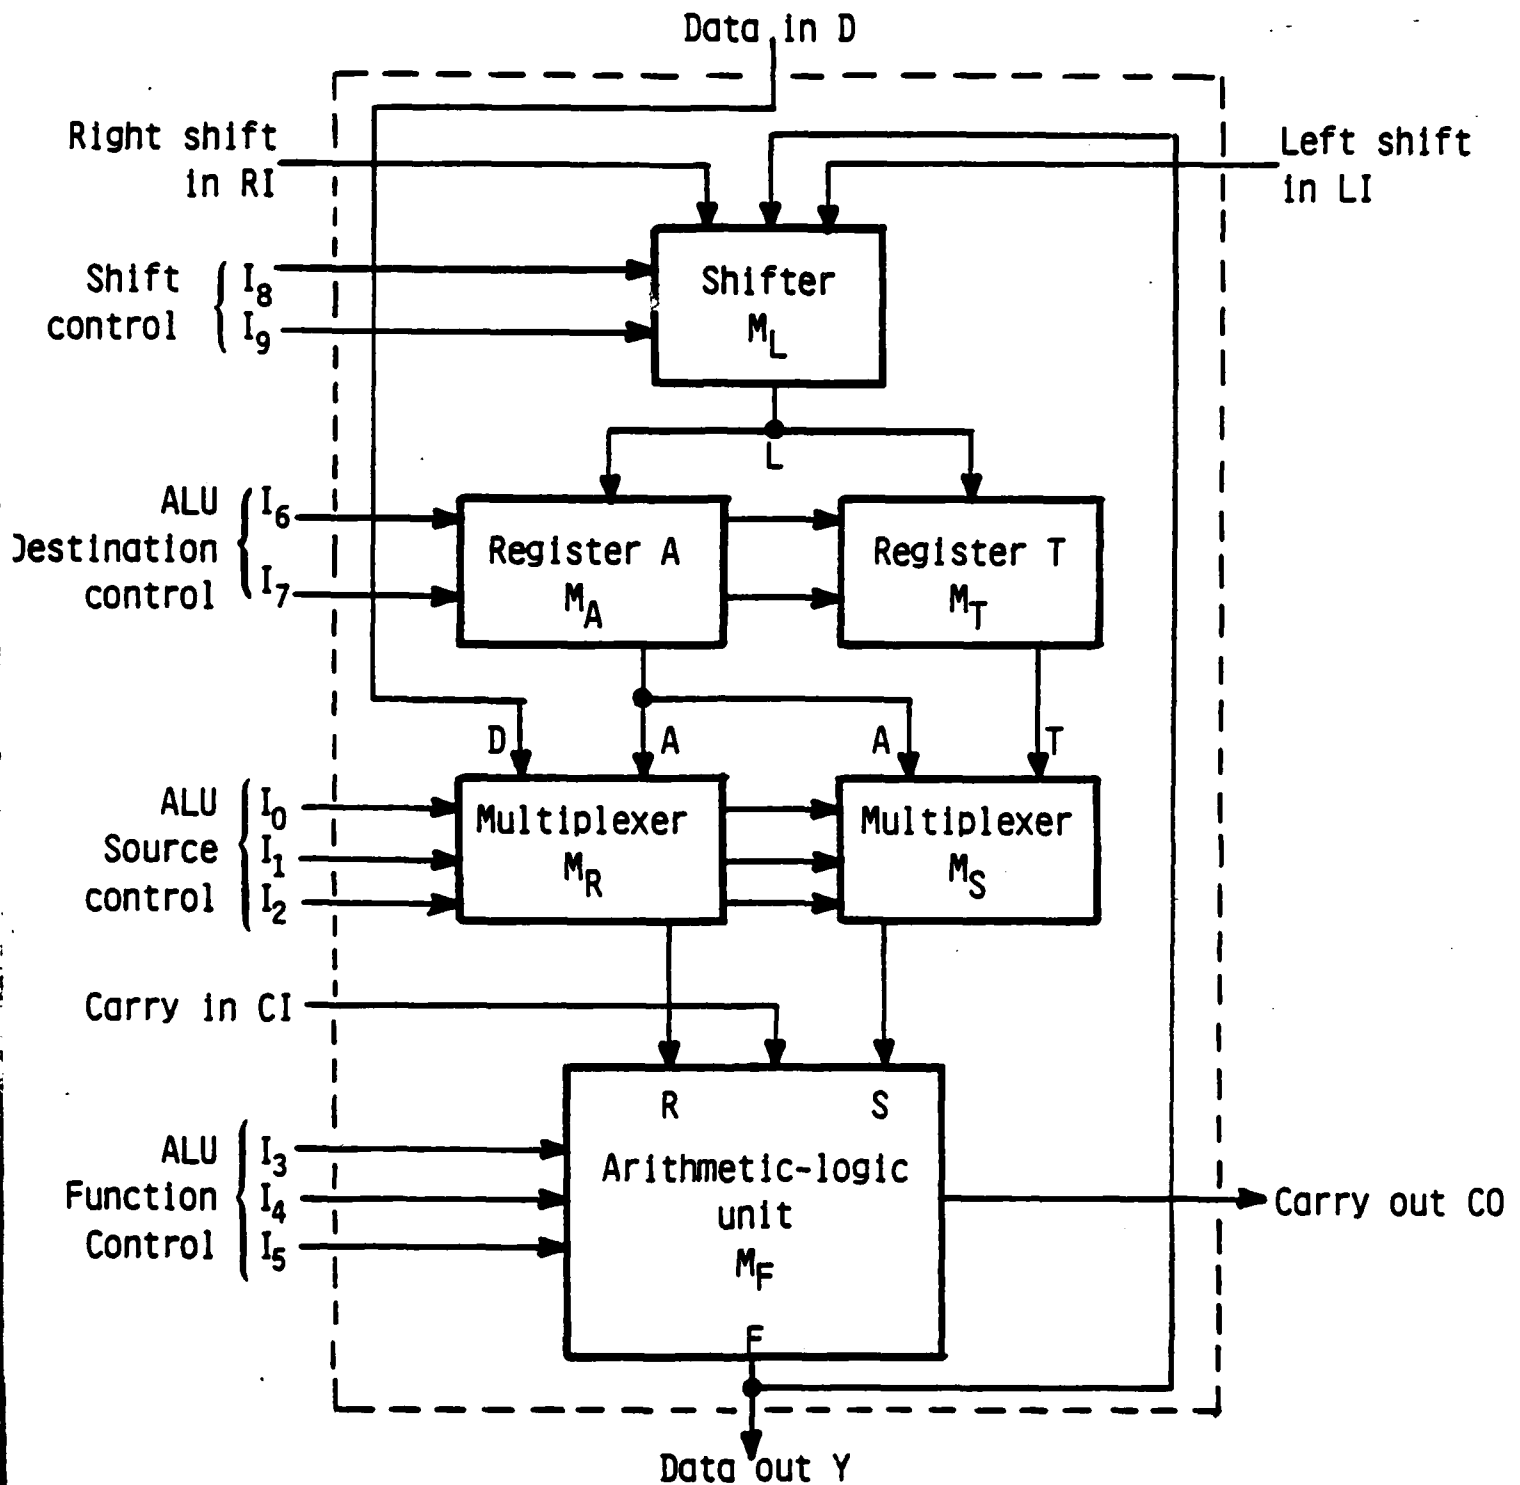 Data in D
Right shift
in RI
Left shift
in LI
Shift
control
I8
I9
Shifter
ML
L
ALU
Destination
control
I6
I7
Register A
MA
Register T
MT
D
A
A
T
ALU
Source
control
I0
I1
I2
Multiplexer
MR
Multiplexer
MS
Carry in CI
R
S
ALU
Function
Control
I3
I4
I5
Arithmetic-logic
unit
MF
F
Carry out CO
Data out Y